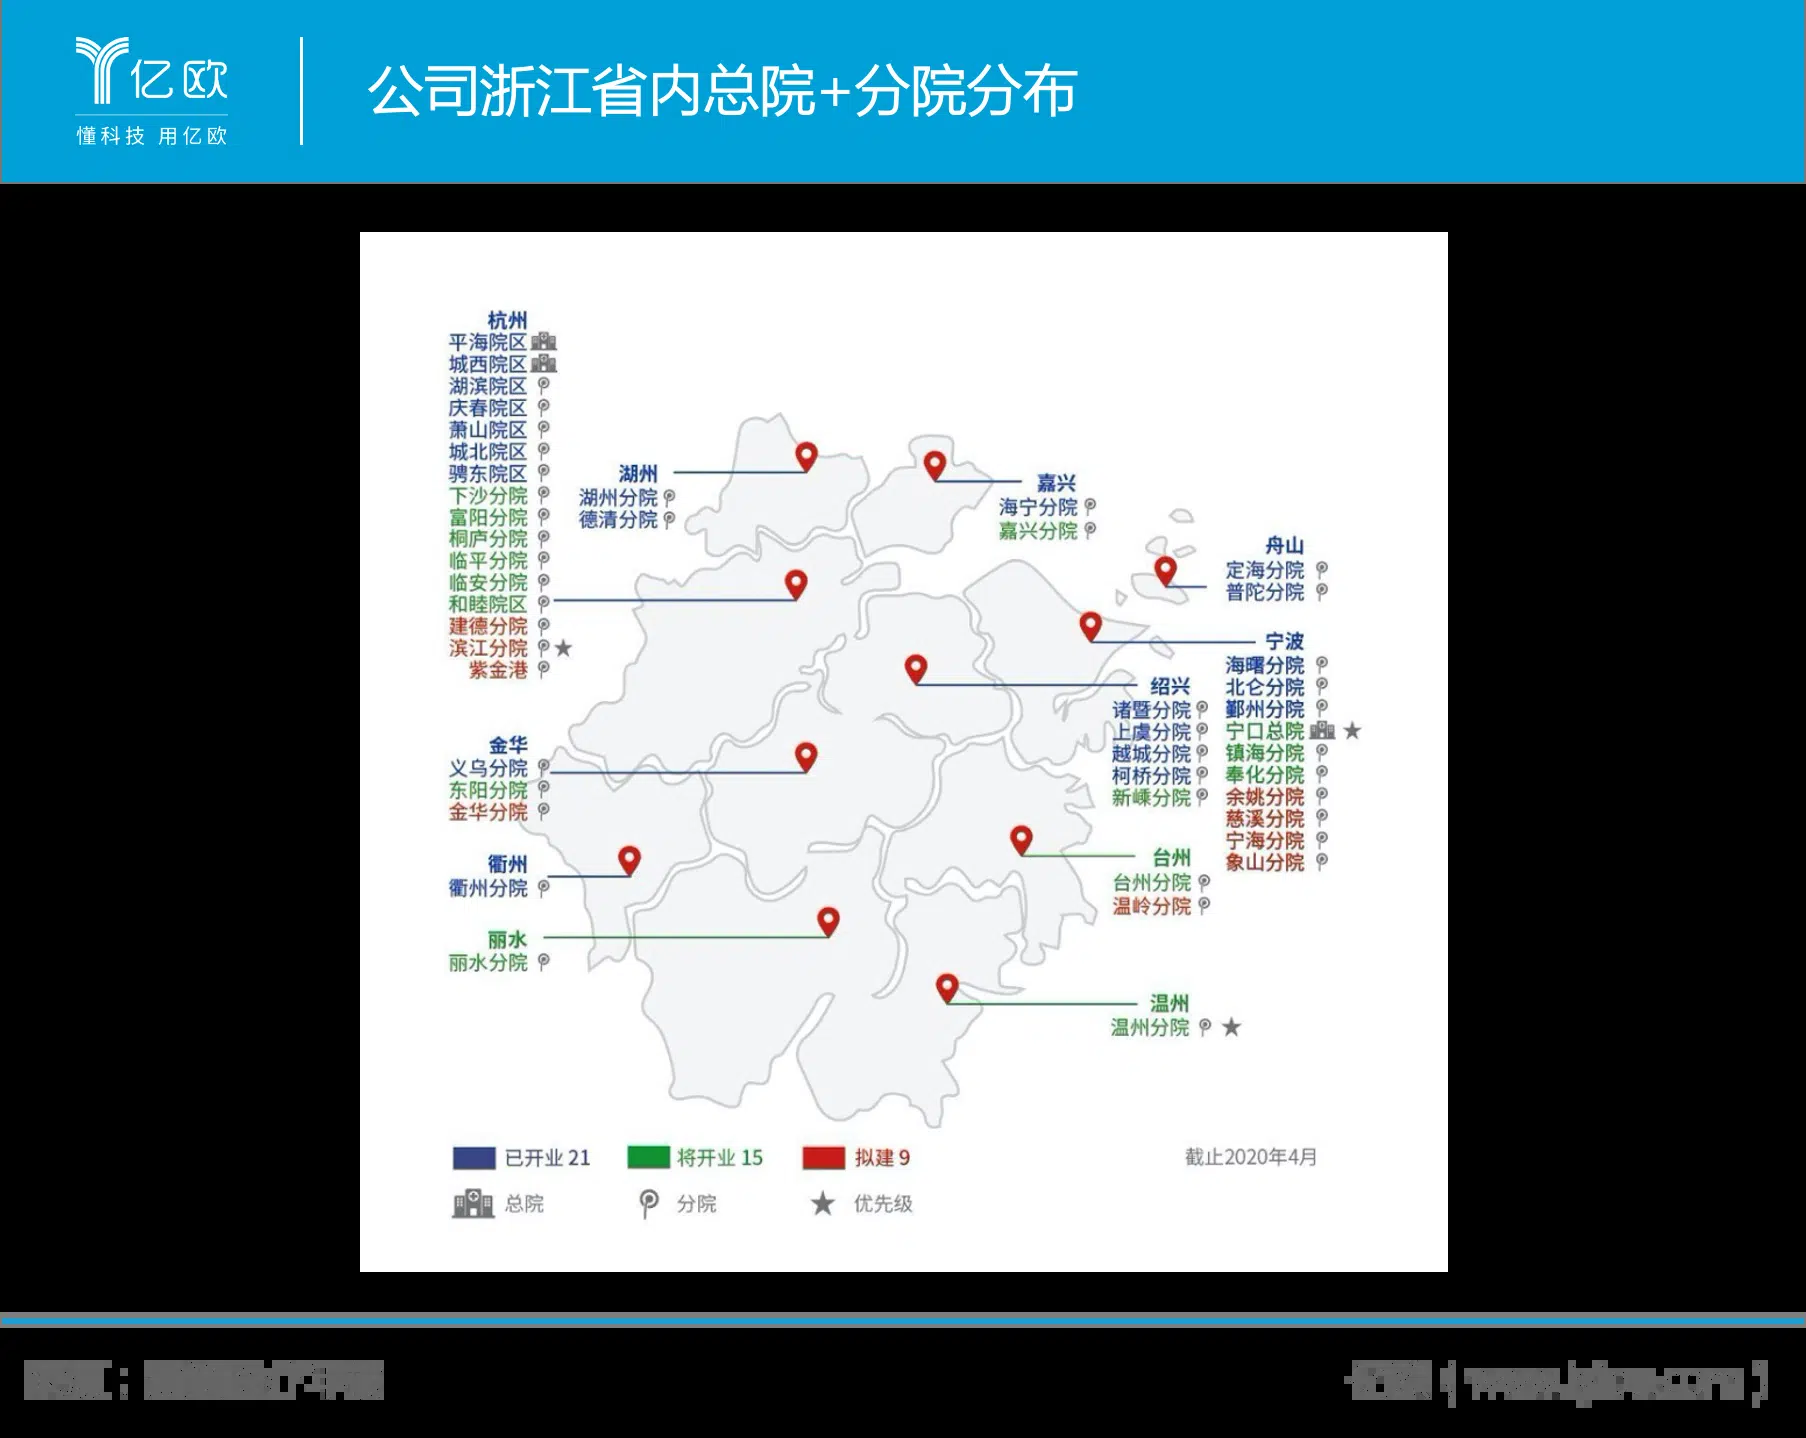 亿欧
懂科技 用亿欧
公司浙江省内总院+分院分布
杭州
平海院区
城西院区
湖滨院区
庆春院区
萧山院区
城北院区
骋东院区
下沙分院
富阳分院
桐庐分院
临平分院
临安分院
和睦院区
建德分院
滨江分院
紫金港
湖州
湖州分院
德清分院
嘉兴
海宁分院
嘉兴分院
舟山
定海分院
普陀分院
宁波
海曙分院
北仑分院
鄞州分院
宁口总院
镇海分院
奉化分院
余姚分院
慈溪分院
宁海分院
象山分院
绍兴
诸暨分院
上虞分院
越城分院
柯桥分院
新嵊分院
金华
义乌分院
东阳分院
金华分院
衢州
衢州分院
丽水
丽水分院
台州
台州分院
温岭分院
温州
温州分院
已开业 21
将开业 15
拟建 9
截止2020年4月
总院
分院
优先级